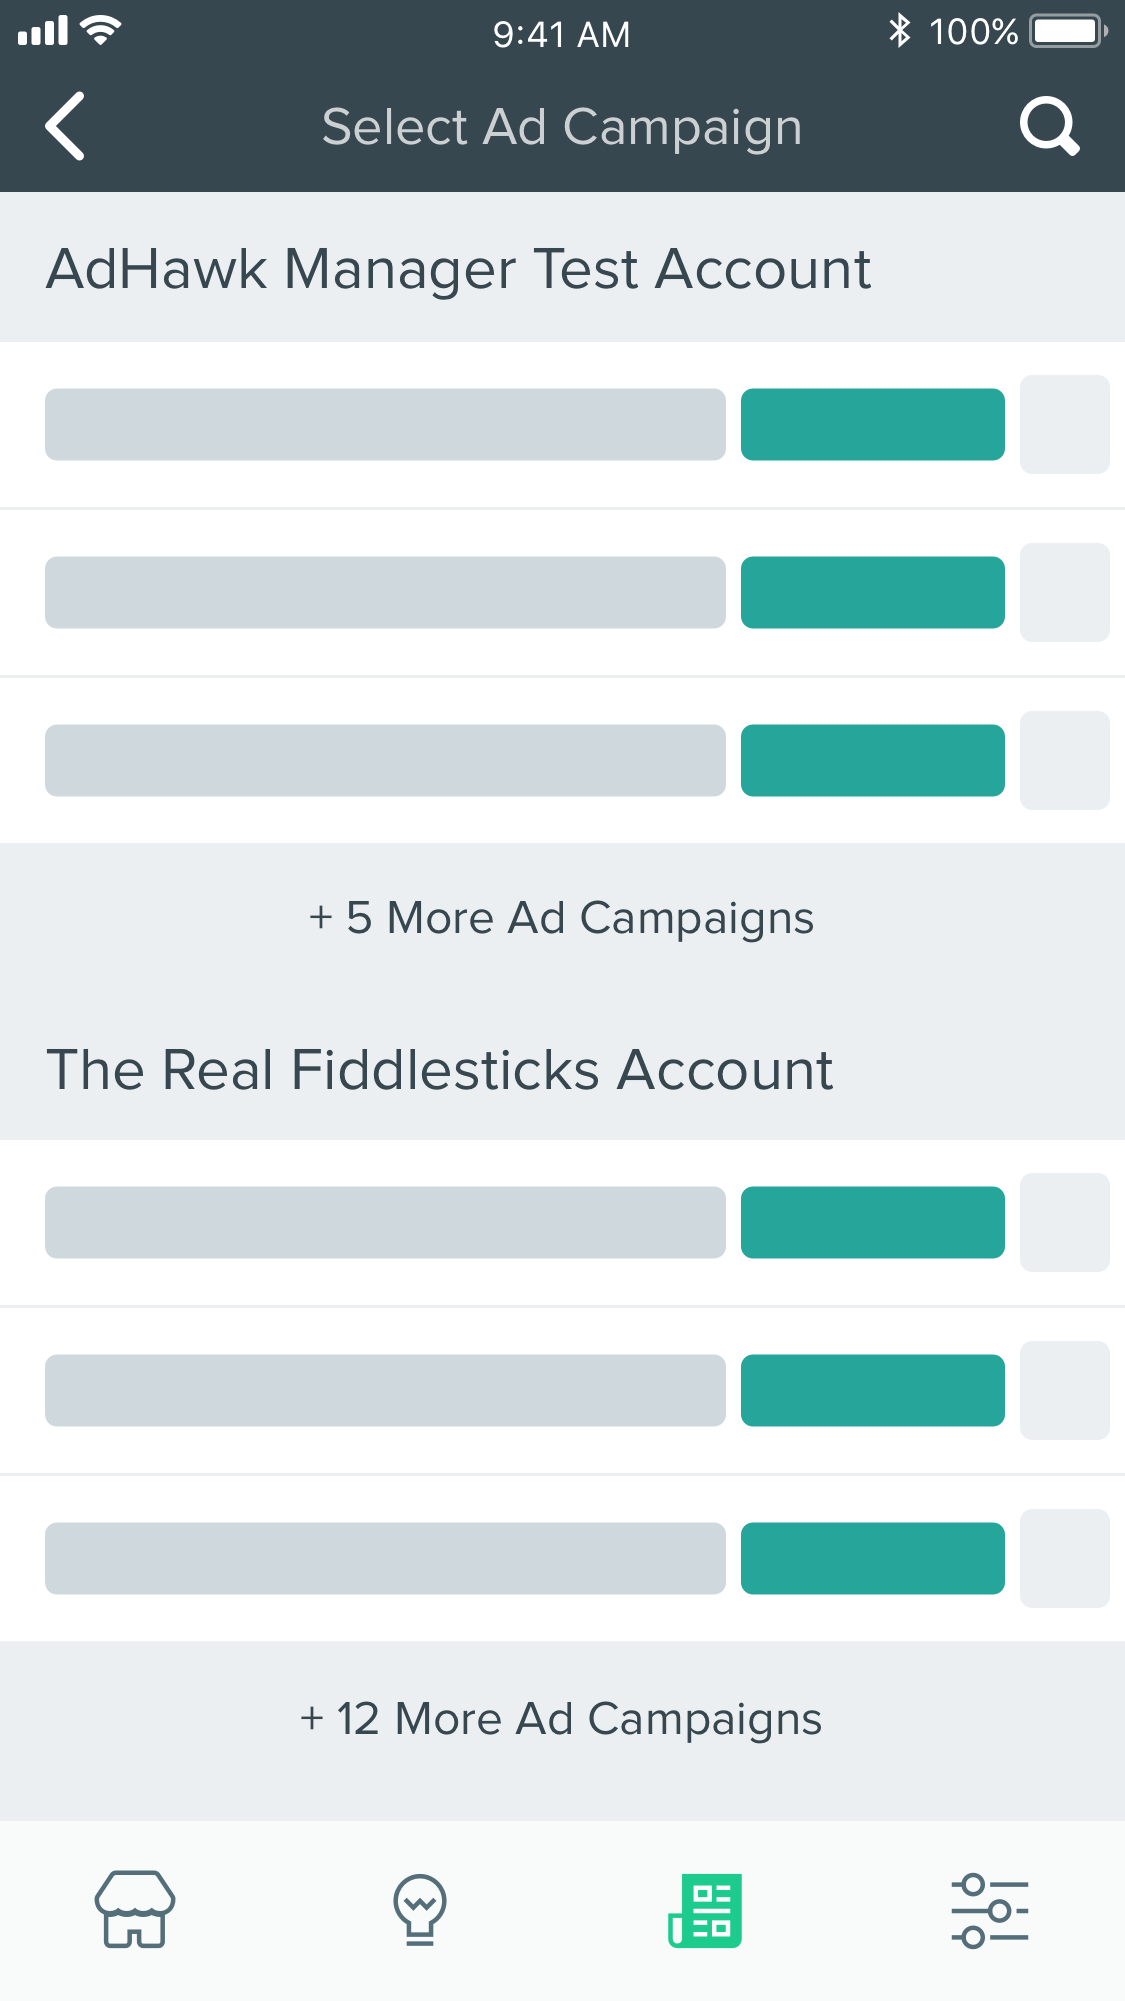 9:41 AM
100%
Select Ad Campaign
AdHawk Manager Test Account
+ 5 More Ad Campaigns
The Real Fiddlesticks Account
+ 12 More Ad Campaigns